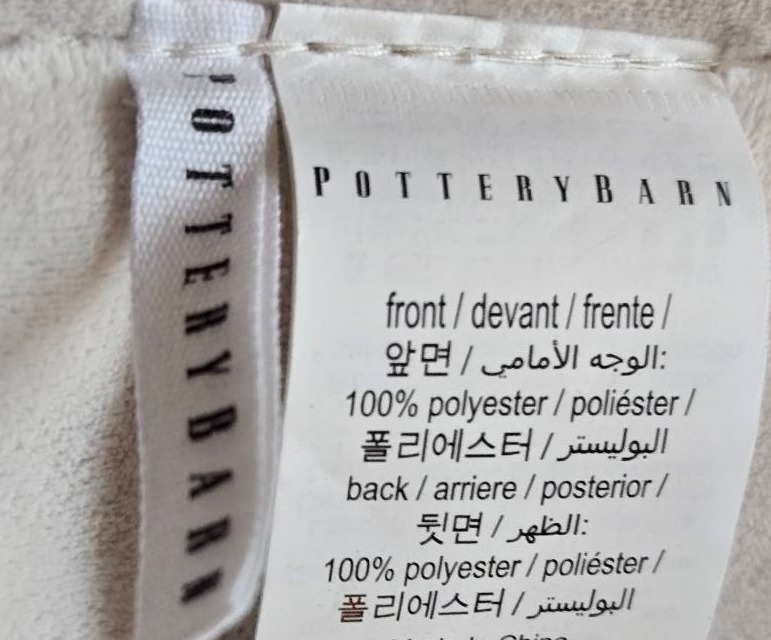 POTTERYBARN
POTTERYBARN
front / devant / frente /
앞면 / الوجه الأمامي:
100% polyester / poliéster /
폴리에스터 / البوليستر
back / arriere / posterior /
뒷면 / الظهر:
100% polyester / poliéster /
폴리에스터 / البوليستر